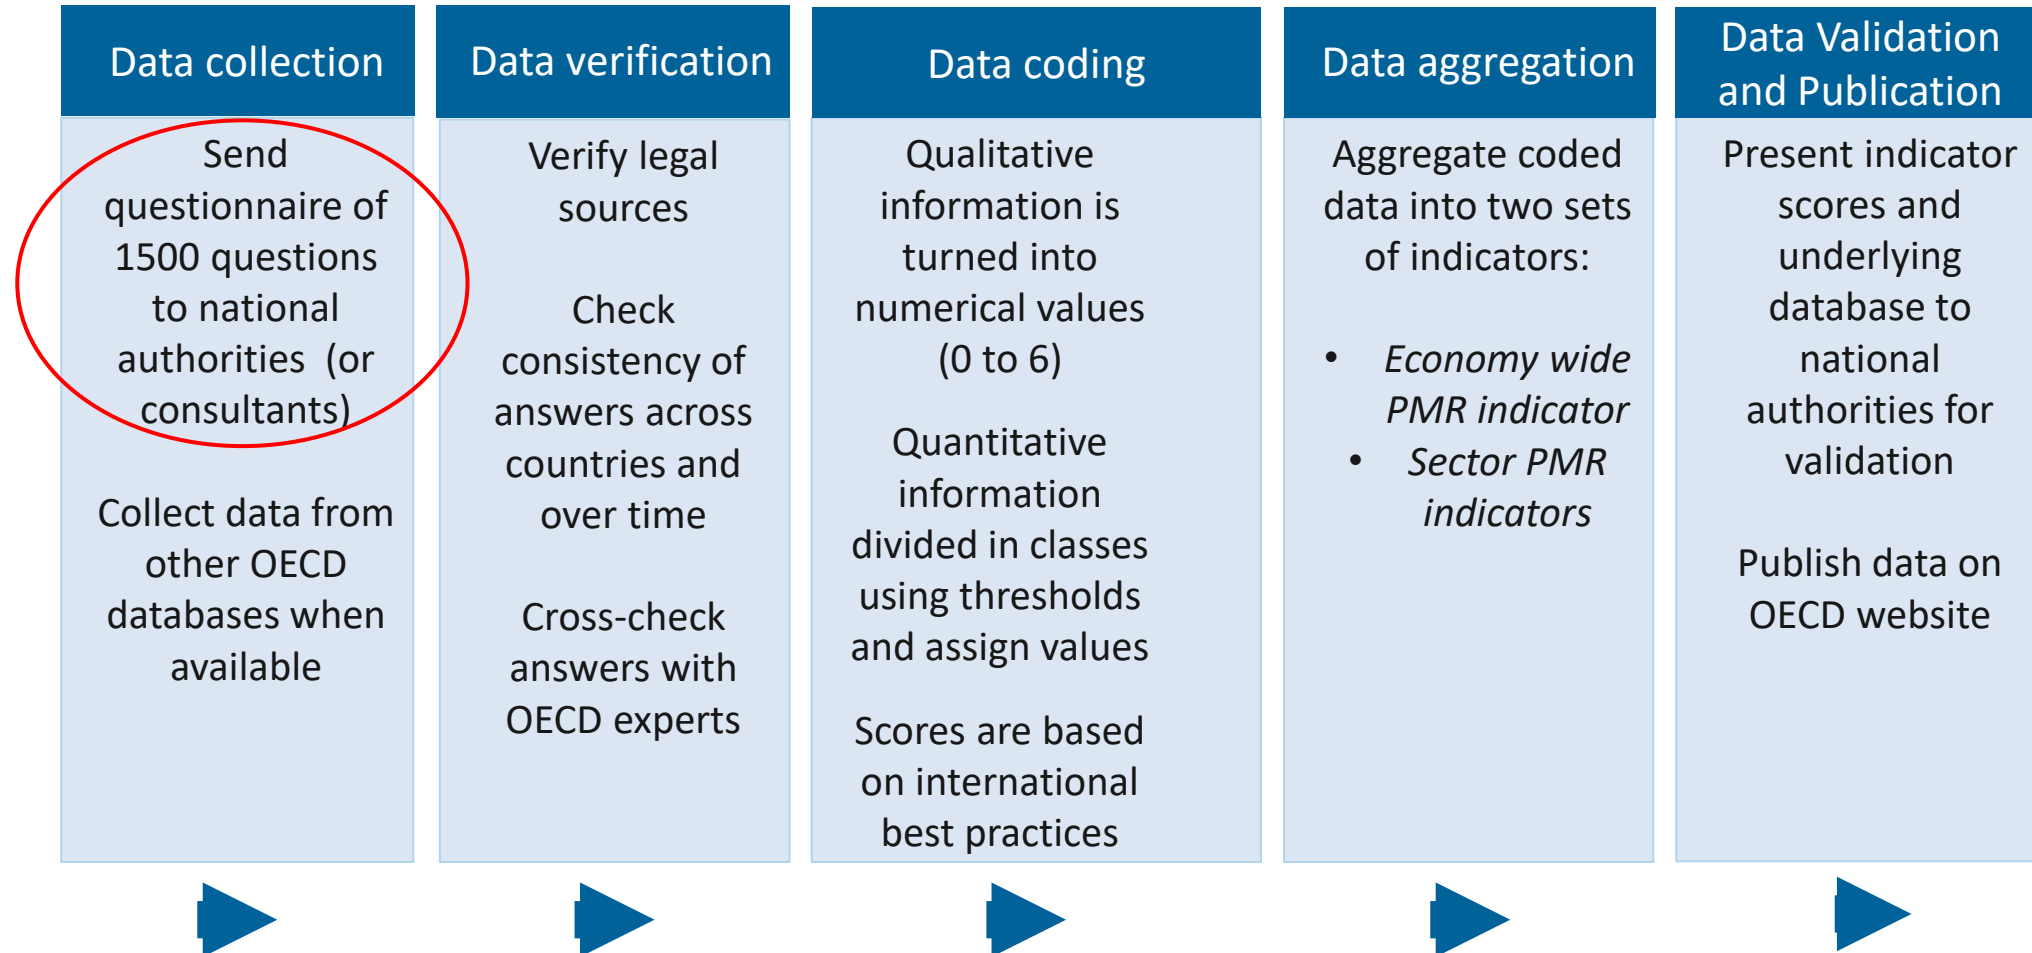 Data collection
Send
questionnaire of
1500 questions
to national
authorities (or
consultants)
Collect data from
other OECD
databases when
available
Data verification
Verify legal
sources
Check
consistency of
answers across
countries and
over time
Cross-check
answers with
OECD experts
Data coding
Qualitative
information is
turned into
numerical values
(0 to 6)
Quantitative
information
divided in classes
using thresholds
and assign values
Scores are based
on international
best practices
Data aggregation
Aggregate coded
data into two sets
of indicators:
• Economy wide
PMR indicator
• Sector PMR
indicators
Data Validation
and Publication
Present indicator
scores and
underlying
database to
national
authorities for
validation
Publish data on
OECD website